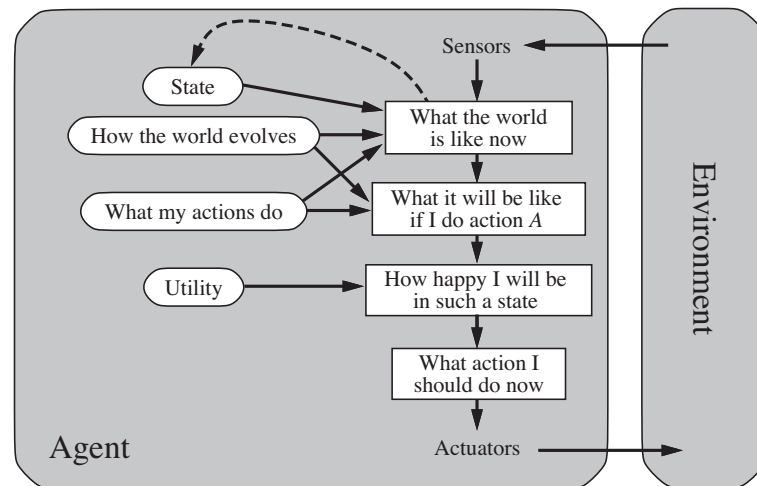 Sensors
State
What the world
is like now
How the world evolves
What it will be like
if I do action A
What my actions do
How happy I will be
in such a state
Utility
What action I
should do now
Agent
Actuators
Environment